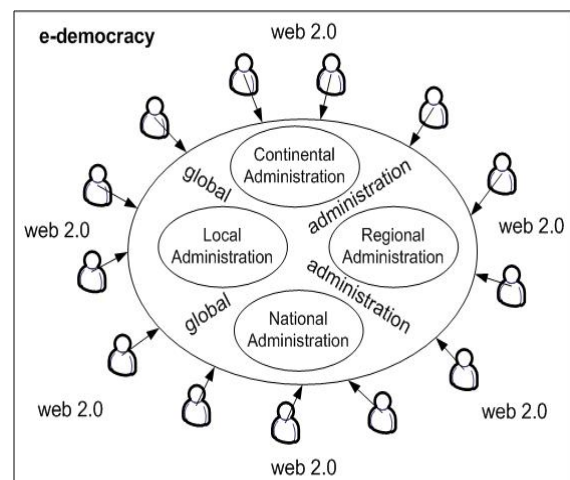 e-democracy
web 2.0
Continental
Administration
global
administration
web 2.0
Local
Administration
Regional
Administration
web 2.0
global
administration
National
Administration
web 2.0
web 2.0
web 2.0